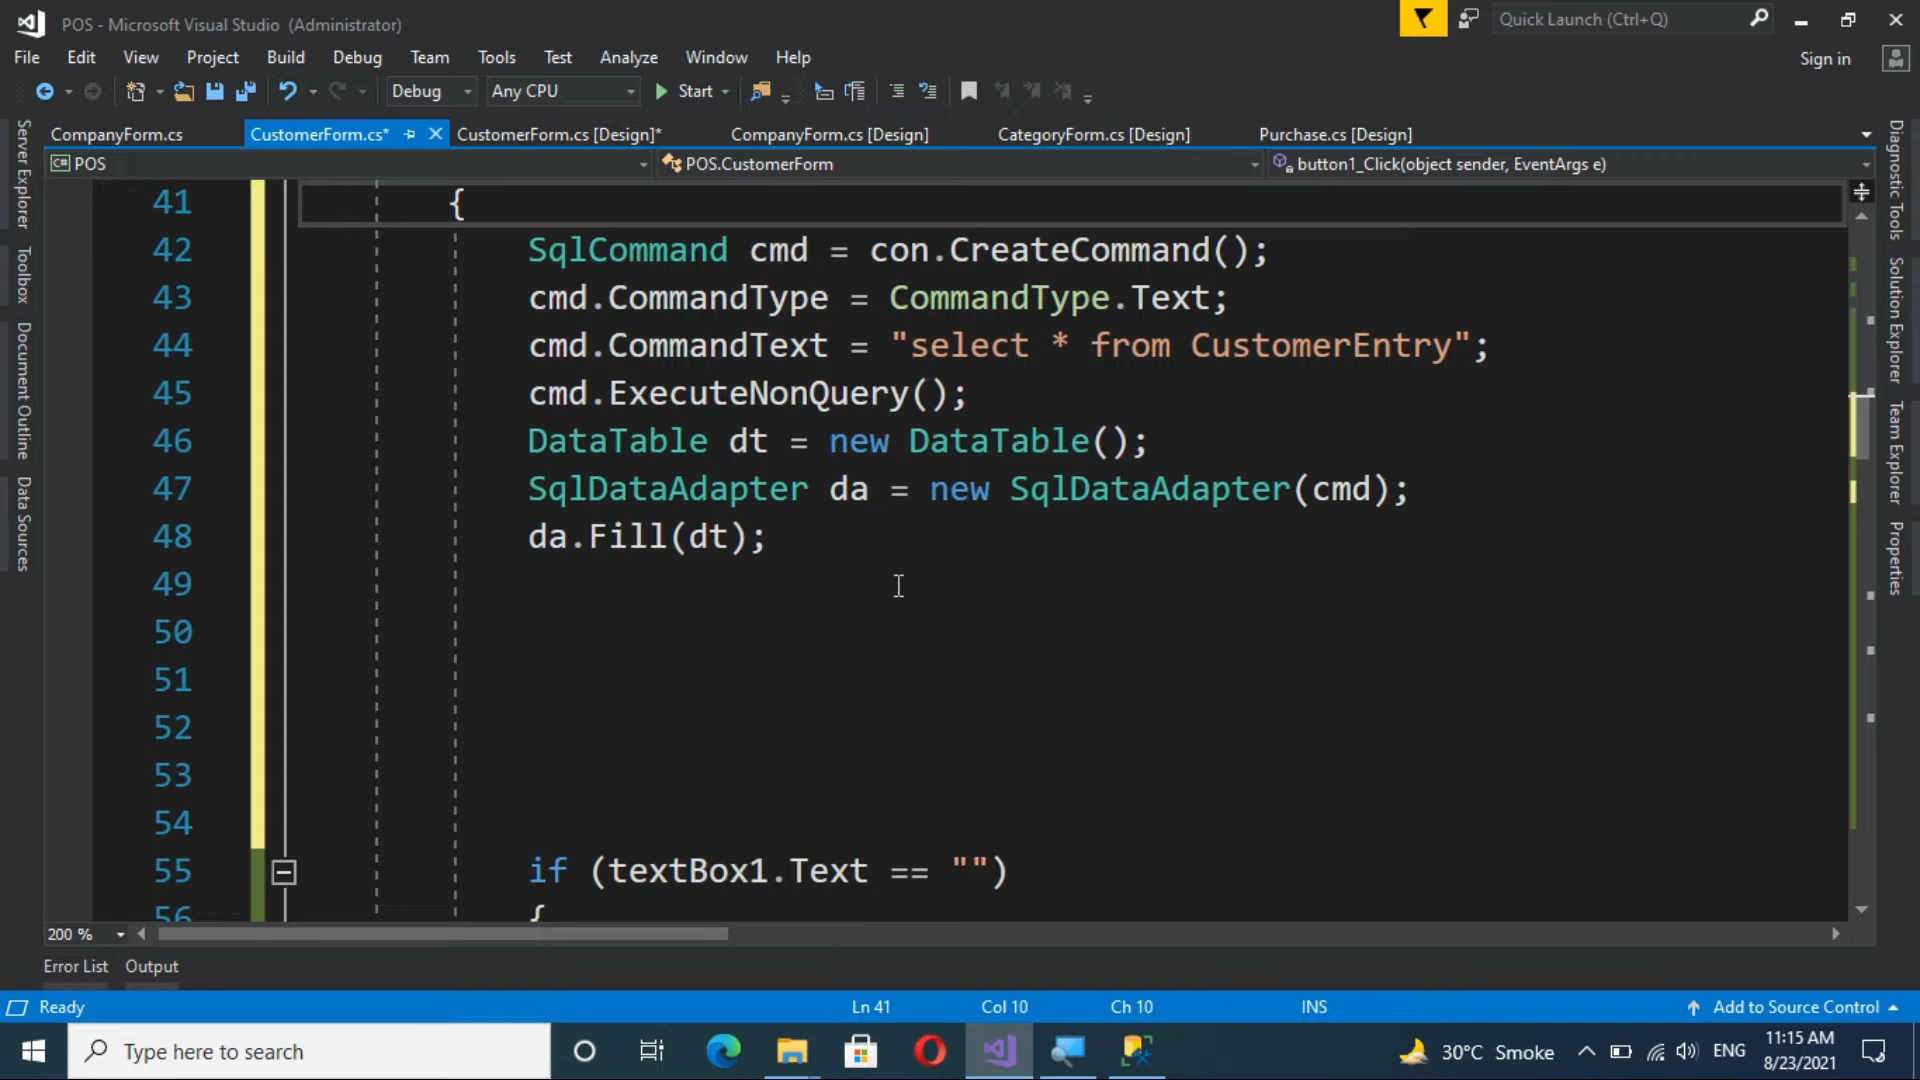 POS - Microsoft Visual Studio (Administrator)
Quick Launch (Ctrl+Q)
File Edit View Project Build Debug Team Tools Test Analyze Window Help
Sign in
Debug Any CPU Start
CompanyForm.cs CustomerForm.cs* CustomerForm.cs [Design]* CompanyForm.cs [Design] CategoryForm.cs [Design] Purchase.cs [Design]
C# POS POS.CustomerForm button1_Click(object sender, EventArgs e)
Server Explorer
Toolbox
Document Outline
Data Sources
41 {
42 SqlCommand cmd = con.CreateCommand();
43 cmd.CommandType = CommandType.Text;
44 cmd.CommandText = "select * from CustomerEntry";
45 cmd.ExecuteNonQuery();
46 DataTable dt = new DataTable();
47 SqlDataAdapter da = new SqlDataAdapter(cmd);
48 da.Fill(dt);
49
50
51
52
53
54
55 if (textBox1.Text == "")
56 {
Diagnostic Tools
Solution Explorer
Team Explorer
Properties
200 %
Error List Output
Ready Ln 41 Col 10 Ch 10 INS Add to Source Control
Type here to search
30°C Smoke ENG
11:15 AM
8/23/2021